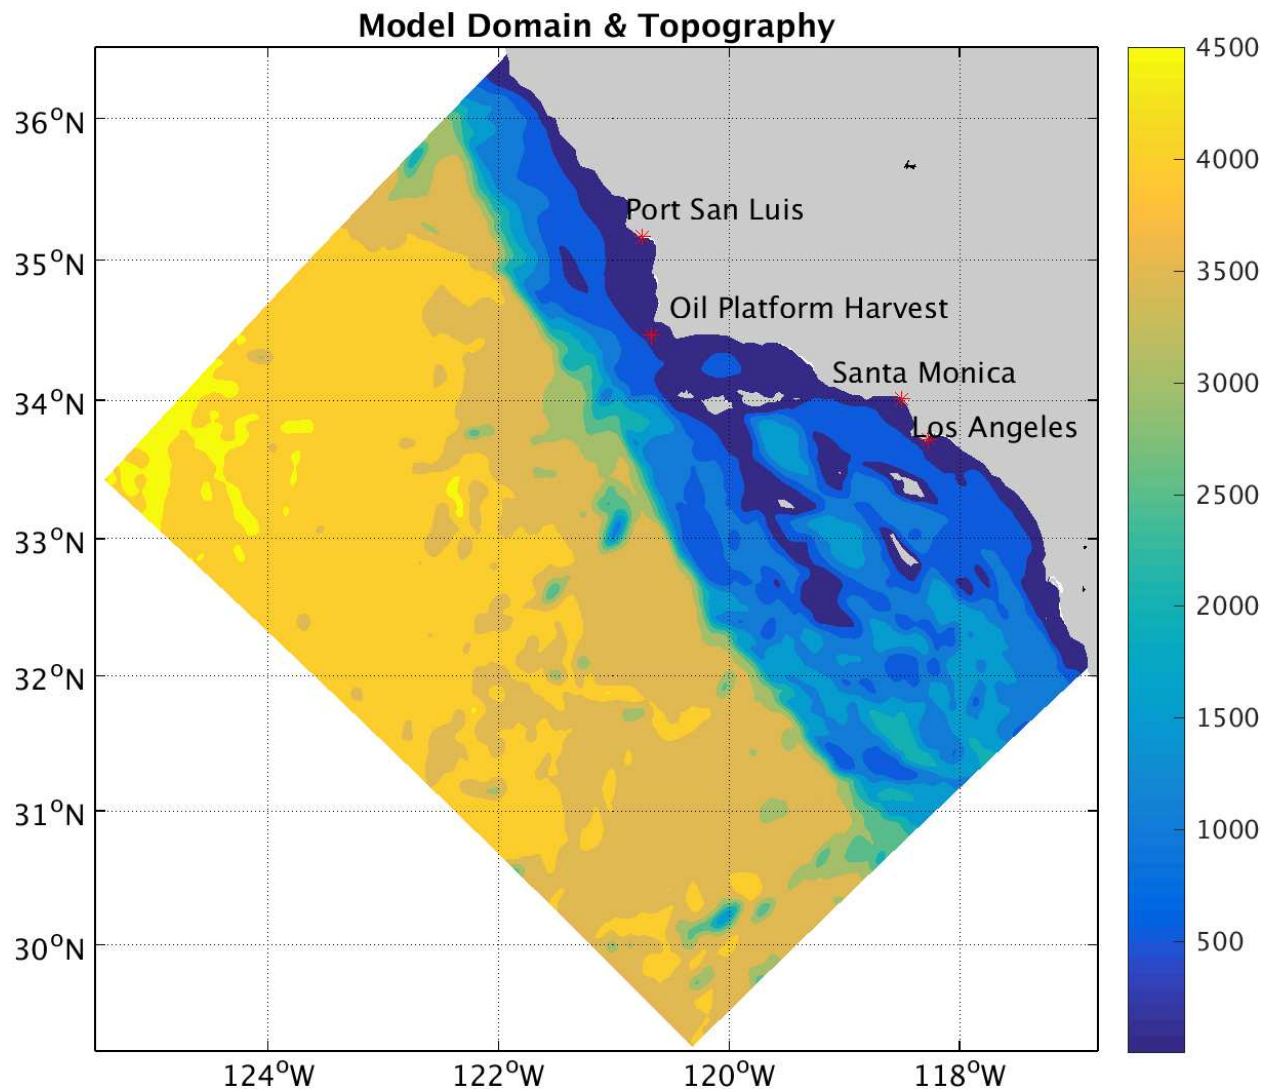 Model Domain & Topography
4500
36°N
4000
Port San Luis
3500
35°N
Oil Platform Harvest
3000
Santa Monica
34°N
Los Angeles
2500
33°N
2000
32°N
1500
31°N
1000
30°N
500
124°W
122°W
120°W
118°W